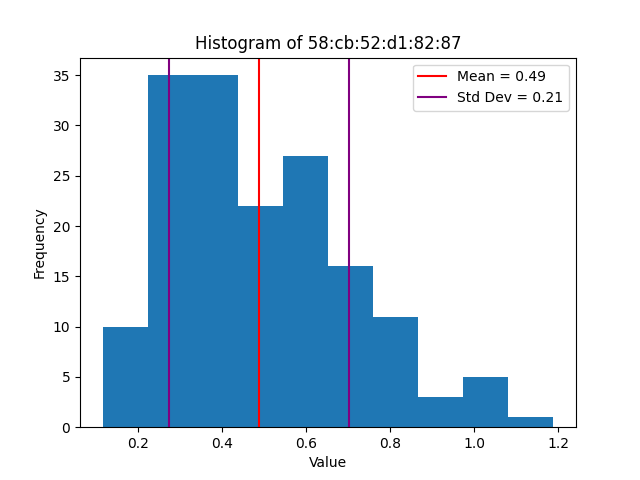 Histogram of 58:cb:52:d1:82:87
Mean = 0.49
Std Dev = 0.21
Frequency
35
30
25
20
15
10
5
0
0.2 0.4 0.6 0.8 1.0 1.2
Value